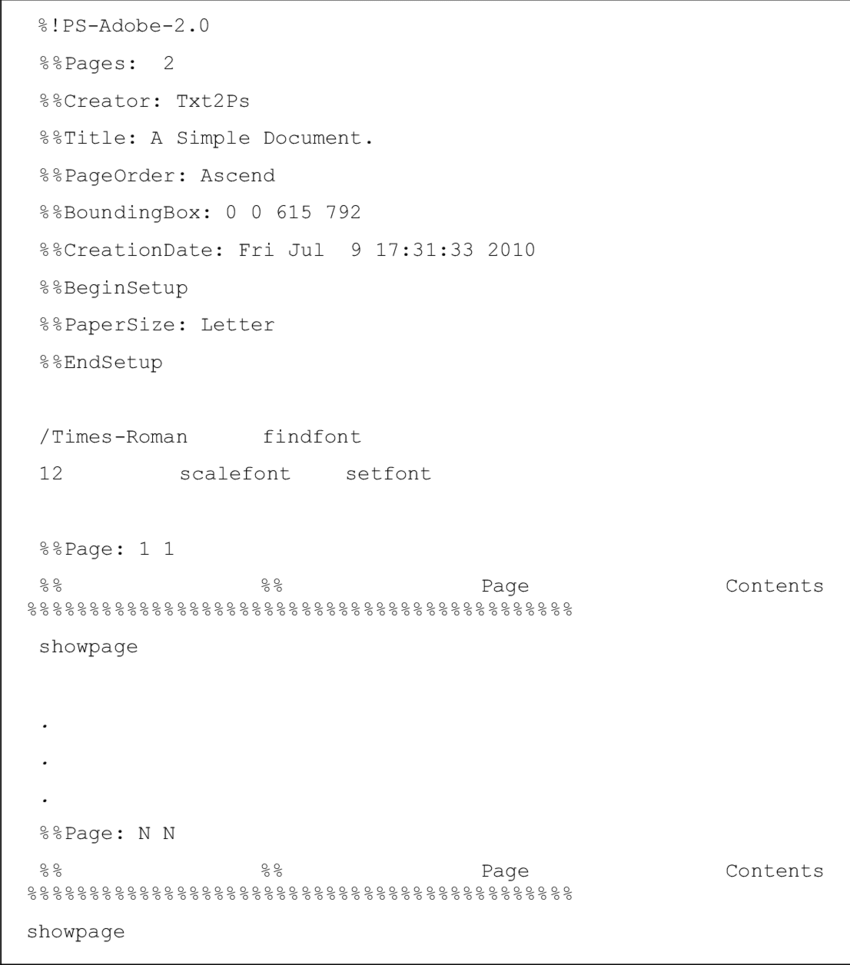 %!PS-Adobe-2.0
%%Pages:  2
%%Creator: Txt2Ps
%%Title: A Simple Document.
%%PageOrder: Ascend
%%BoundingBox: 0 0 615 792
%%CreationDate: Fri Jul  9 17:31:33 2010
%%BeginSetup
%%PaperSize: Letter
%%EndSetup
/Times-Roman findfont
12 scalefont setfont
%%Page: 1 1
%% %% Page Contents
%%%%%%%%%%%%%%%%%%%%%%%%%%%%%%%%%%%%%%%%%%%%
showpage
.
.
.
%%Page: N N
%% %% Page Contents
%%%%%%%%%%%%%%%%%%%%%%%%%%%%%%%%%%%%%%%%%%%%
showpage